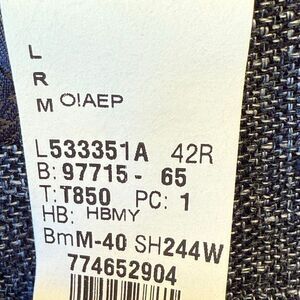 L
R
M O!AEP
L533351A 42R
B: 97715- 65
T: T850 PC: 1
HB: HBMY
BmM-40 SH244W
774652904